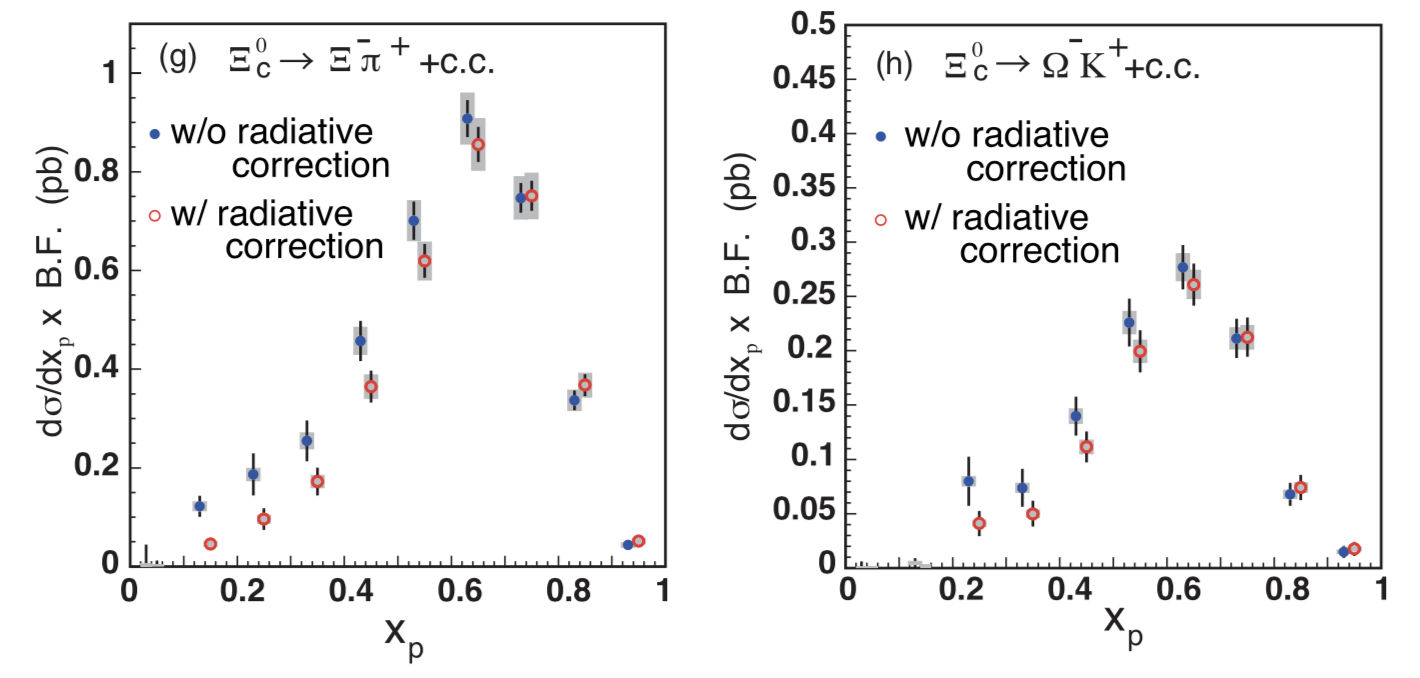 (g) Ξc0→ Ξ-π+ +c.c.
w/o radiative
correction
w/ radiative
correction
dσ/dxp x B.F. (pb)
1
0.8
0.6
0.4
0.2
0
0 0.2 0.4 0.6 0.8 1
xp
(h) Ξc0→ Ω-K++c.c.
w/o radiative
correction
w/ radiative
correction
dσ/dxp x B.F. (pb)
0.5
0.45
0.4
0.35
0.3
0.25
0.2
0.15
0.1
0.05
0
0 0.2 0.4 0.6 0.8 1
xp